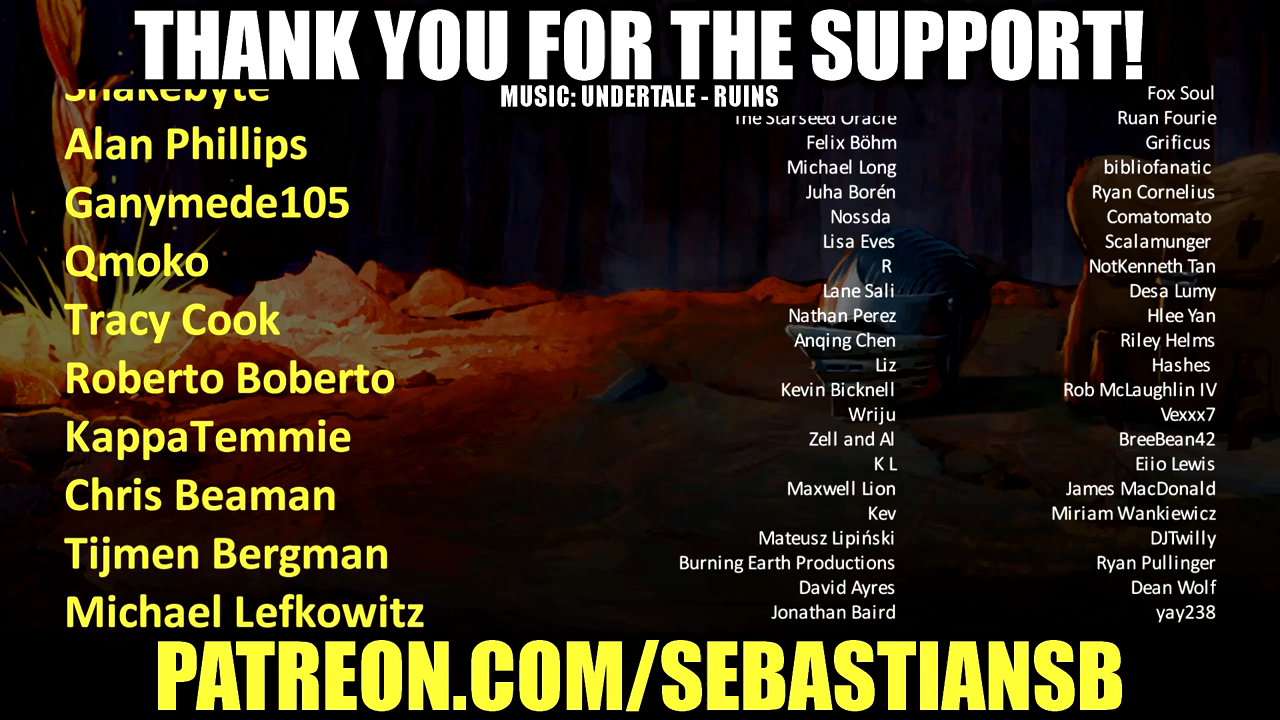 THANK YOU FOR THE SUPPORT!
MUSIC: UNDERTALE - RUINS
Snakebyte
Alan Phillips
Ganymede105
Qmoko
Tracy Cook
Roberto Boberto
KappaTemmie
Chris Beaman
Tijmen Bergman
Michael Lefkowitz
The Starseed Oracle
Felix Böhm
Michael Long
Juha Borén
Nossda
Lisa Eves
R
Lane Sali
Nathan Perez
Anqing Chen
Liz
Kevin Bicknell
Wriju
Zell and Al
K L
Maxwell Lion
Kev
Mateusz Lipiński
Burning Earth Productions
David Ayres
Jonathan Baird
Fox Soul
Ruan Fourie
Grificus
bibliofanatic
Ryan Cornelius
Comatomato
Scalamunger
NotKenneth Tan
Desa Lumy
Hlee Yan
Riley Helms
Hashes
Rob McLaughlin IV
Vexxx7
BreeBean42
Eiio Lewis
James MacDonald
Miriam Wankiewicz
DJTwilly
Ryan Pullinger
Dean Wolf
yay238
PATREON.COM/SEBASTIANSB